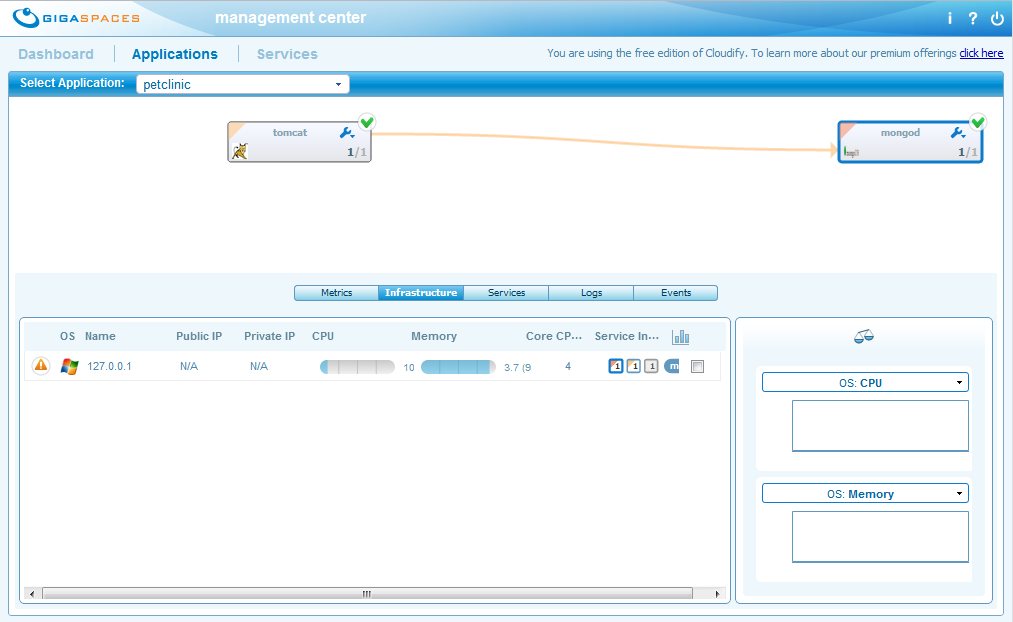 GIGASPACES management center i ?
Dashboard Applications Services You are using the free edition of Cloudify. To learn more about our premium offerings click here
Select Application: petclinic
tomcat
1/1
mongod
1/1
Metrics Infrastructure Services Logs Events
OS Name Public IP Private IP CPU Memory Core CP... Service In...
127.0.0.1 N/A N/A 10 3.7 (9 4 1 1 1 m
OS: CPU
OS: Memory